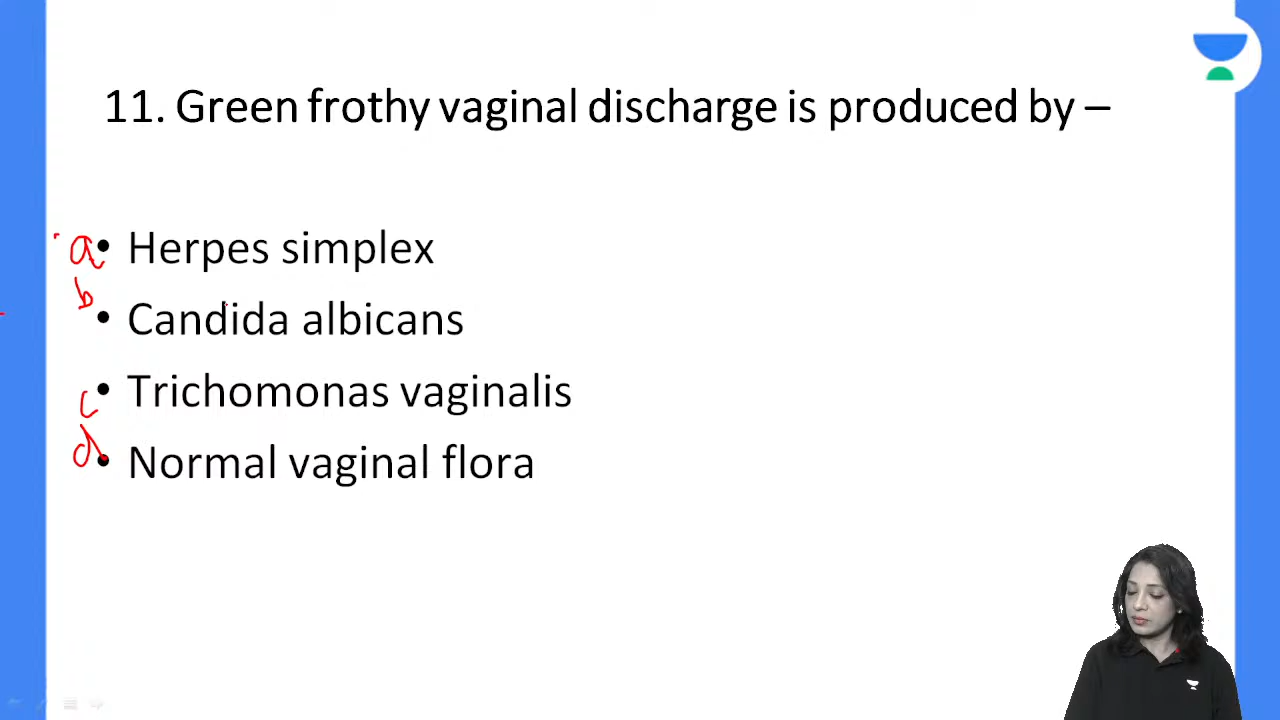 11. Green frothy vaginal discharge is produced by –
a • Herpes simplex
b • Candida albicans
c • Trichomonas vaginalis
d • Normal vaginal flora